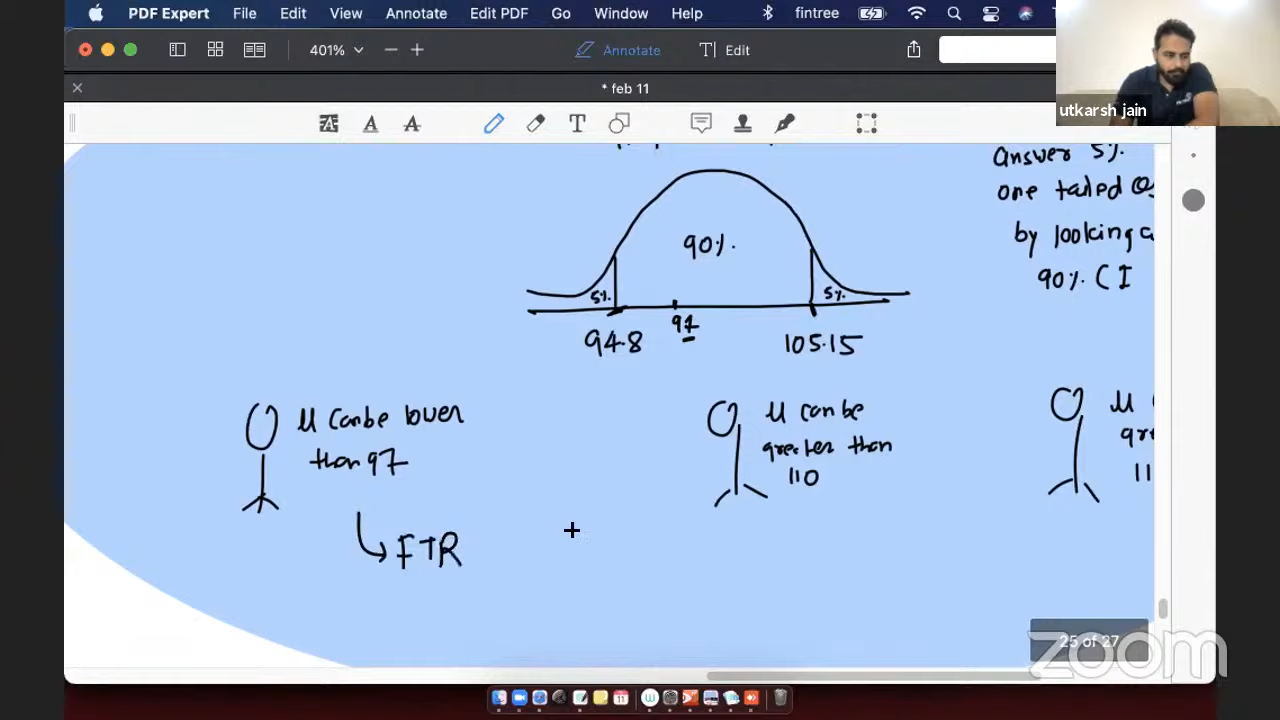 PDF Expert File Edit View Annotate Edit PDF Go Window Help fintree
401% Annotate Edit
utkarsh jain
* feb 11
Answer 5%.
one tailed
by looking
90%. CI
90%.
5%. 5%.
97
94.8 105.15
μ can be lower
than 97
FTR
μ can be
greater than
110
μ
25 of 27
zoom